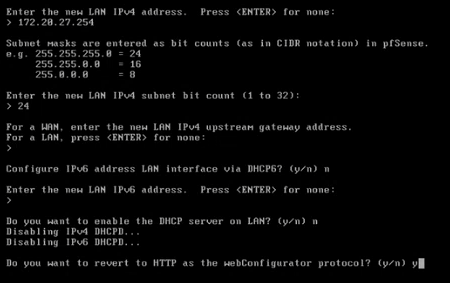 Enter the new LAN IPv4 address.  Press <ENTER> for none:
> 172.20.27.254
Subnet masks are entered as bit counts (as in CIDR notation) in pfSense.
e.g. 255.255.255.0 = 24
     255.255.0.0   = 16
     255.0.0.0     = 8
Enter the new LAN IPv4 subnet bit count (1 to 32):
> 24
For a WAN, enter the new LAN IPv4 upstream gateway address.
For a LAN, press <ENTER> for none:
>
Configure IPv6 address LAN interface via DHCP6? (y/n) n
Enter the new LAN IPv6 address.  Press <ENTER> for none:
>
Do you want to enable the DHCP server on LAN? (y/n) n
Disabling IPv4 DHCPD...
Disabling IPv6 DHCPD...
Do you want to revert to HTTP as the webConfigurator protocol? (y/n) y